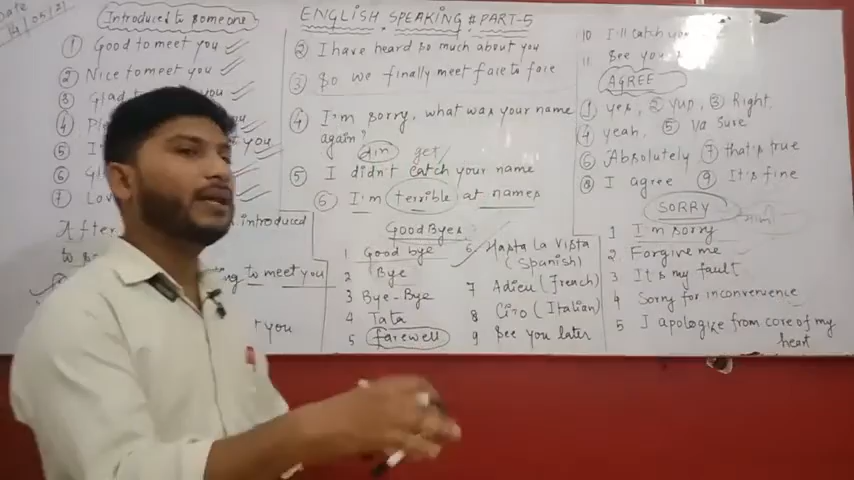 Date
14/05/21
Introduced to someone
① Good to meet you
② Nice to meet you
③ Glad you
④
⑤ I' you
⑥
⑦
After introduced
to
to meet you
you
ENGLISH SPEAKING # PART-5
② I have heard so much about you
③ So we finally meet face to face
④ I'm sorry, what was your name
again?
get
⑤ I didn't catch your name
⑥ I'm terrible at names
GoodByes
1 Good bye
2 Bye
3 Bye-Bye
4 Tata
5 farewell
6. Hasta La Vista
(Spanish)
7 Adieu (French)
8 Ciao (Italian)
9 See you later
10 I'll catch you
11 See you
AGREE
① yes, ② yup, ③ Right
④ yeah, ⑤ Ya sure
⑥ Absolutely ⑦ that's true
⑧ I agree ⑨ It's fine
SORRY
1 I'm sorry
2 Forgive me
3 It's my fault
4 Sorry for inconvenience
5 I apologize from core of my
heart